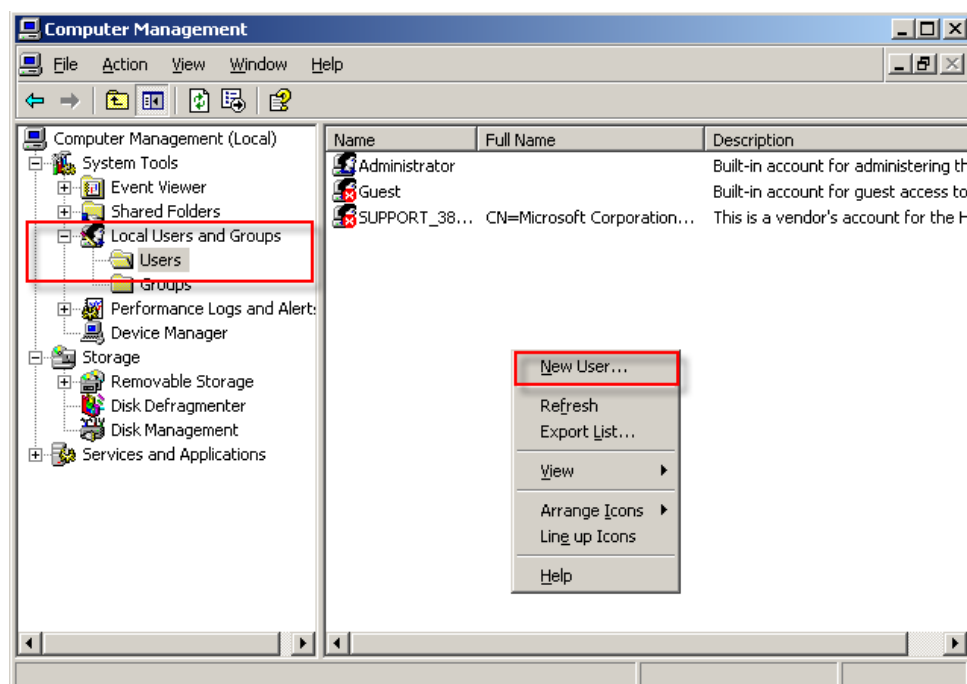 Computer Management
File Action View Window Help
Computer Management (Local)
System Tools
Event Viewer
Shared Folders
Local Users and Groups
Users
Groups
Performance Logs and Alert
Device Manager
Storage
Removable Storage
Disk Defragmenter
Disk Management
Services and Applications
Name Full Name Description
Administrator Built-in account for administering th
Guest Built-in account for guest access to
SUPPORT_38... CN=Microsoft Corporation... This is a vendor's account for the H
New User...
Refresh
Export List...
View
Arrange Icons
Line up Icons
Help